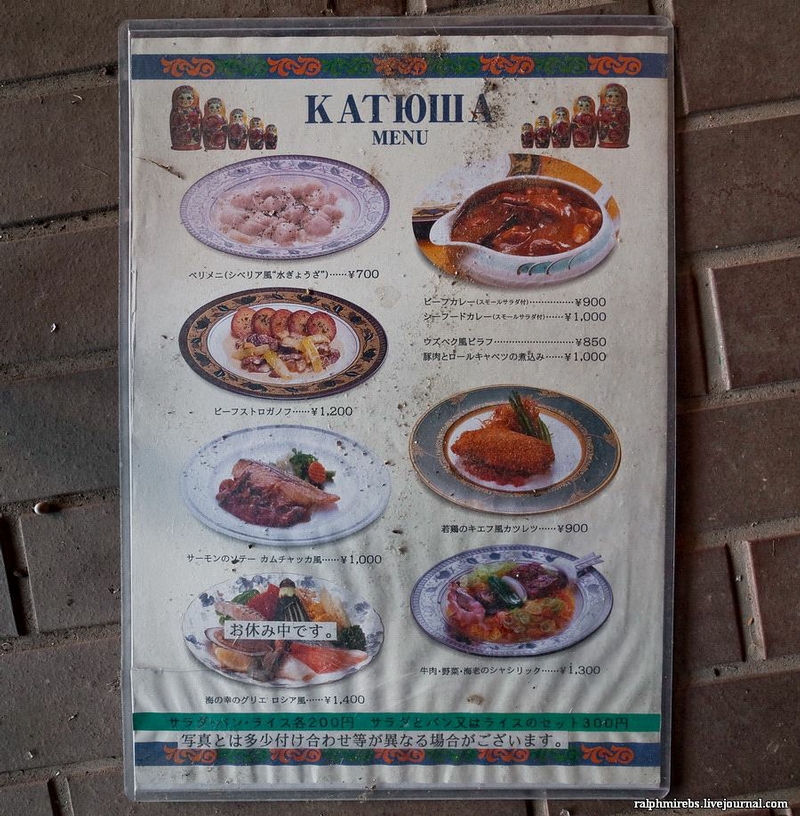 КАТЮША
MENU
ペリメニ(シベリア風"水ぎょうざ")······¥700
ビーフストロガノフ······¥1,200
サーモンのソテー カムチャッカ風······¥1,000
お休み中です。
海の幸のグリエ ロシア風······¥1,400
ビーフカレー(スモールサラダ付)··············¥900
シーフドカレー(スモールサラダ付)··········¥1,000
ウズベク風ピラフ·························¥850
豚肉とロールキャベツの煮込み······¥1,000
若鶏のキエフ風カツレツ······¥900
牛肉・野菜・海老のシャシリック······¥1,300
サラダ・パン・ライス各200円 サラダとパン又はライスのセット300円
写真とは多少付け合わせ等が異なる場合がございます。
ralphmirebs.livejournal.com